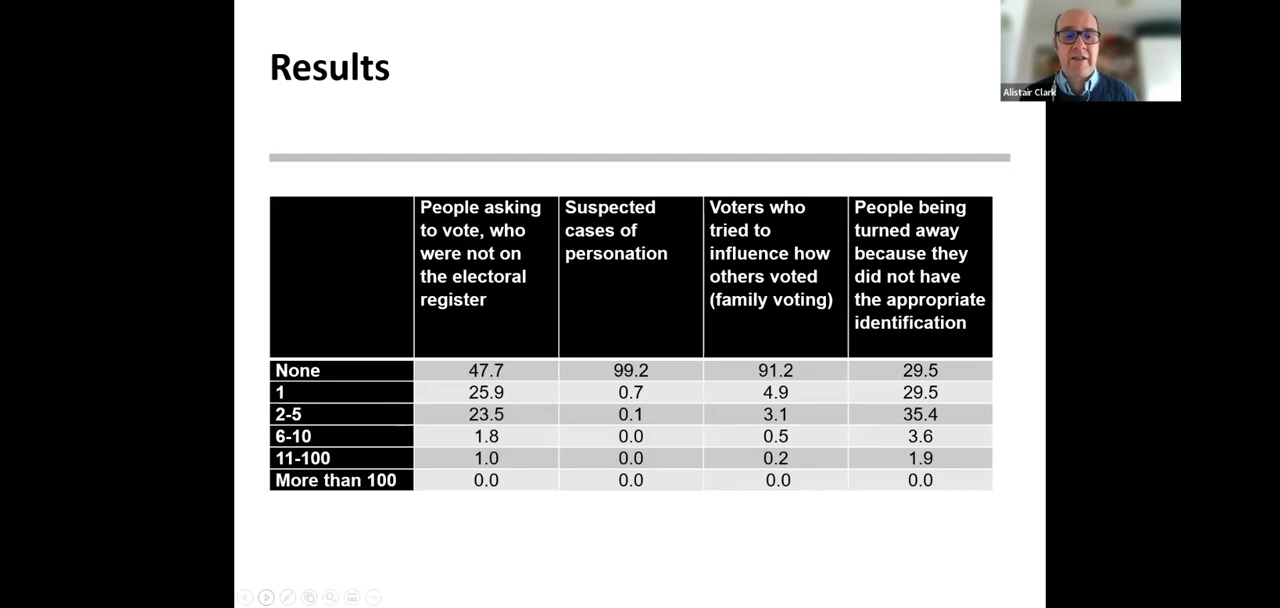 Results
Alistair Clark
People asking to vote, who were not on the electoral register
Suspected cases of personation
Voters who tried to influence how others voted (family voting)
People being turned away because they did not have the appropriate identification
None 47.7 99.2 91.2 29.5
1 25.9 0.7 4.9 29.5
2-5 23.5 0.1 3.1 35.4
6-10 1.8 0.0 0.5 3.6
11-100 1.0 0.0 0.2 1.9
More than 100 0.0 0.0 0.0 0.0